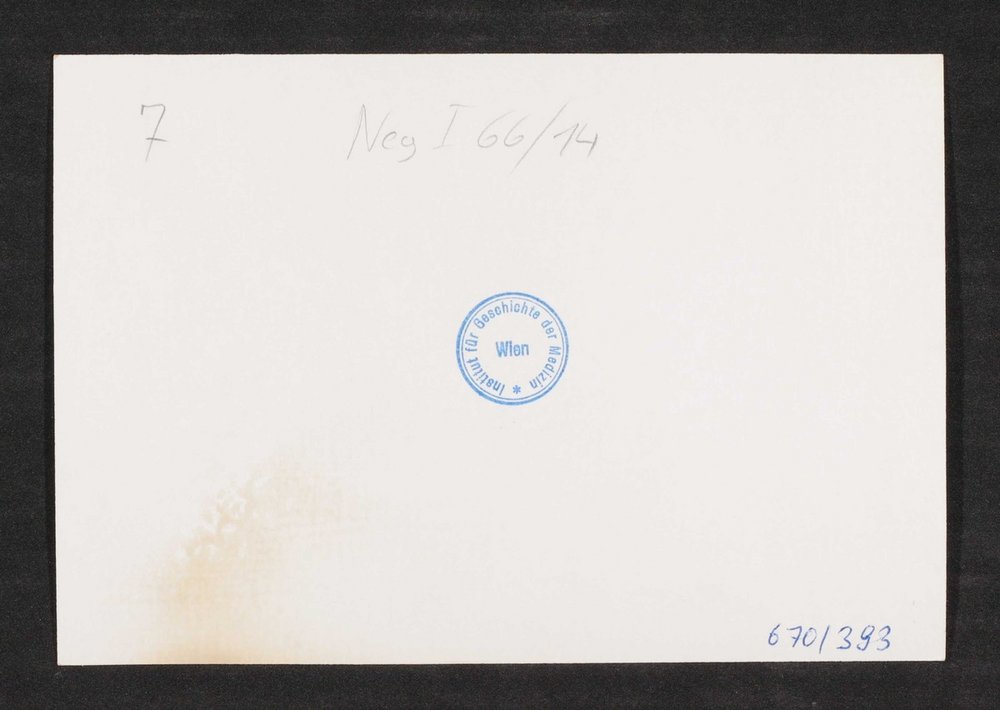 7 Neg I 66/14
Institut für Geschichte der Medizin *
Wien
670/393